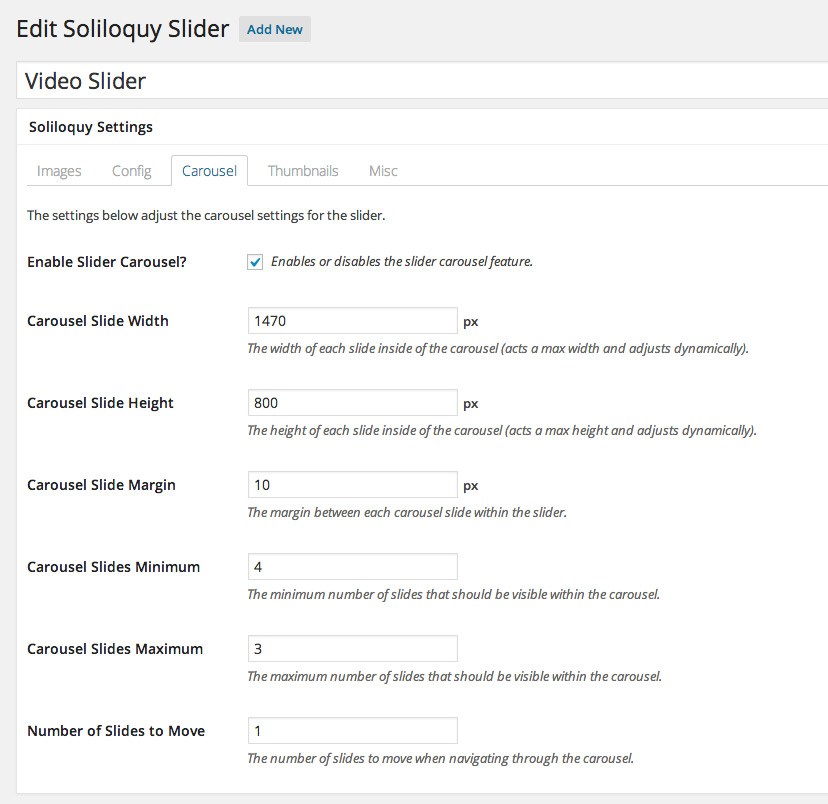 Edit Soliloquy Slider Add New
Video Slider
Soliloquy Settings
Images Config Carousel Thumbnails Misc
The settings below adjust the carousel settings for the slider.
Enable Slider Carousel? Enables or disables the slider carousel feature.
Carousel Slide Width 1470 px
The width of each slide inside of the carousel (acts a max width and adjusts dynamically).
Carousel Slide Height 800 px
The height of each slide inside of the carousel (acts a max height and adjusts dynamically).
Carousel Slide Margin 10 px
The margin between each carousel slide within the slider.
Carousel Slides Minimum 4
The minimum number of slides that should be visible within the carousel.
Carousel Slides Maximum 3
The maximum number of slides that should be visible within the carousel.
Number of Slides to Move 1
The number of slides to move when navigating through the carousel.